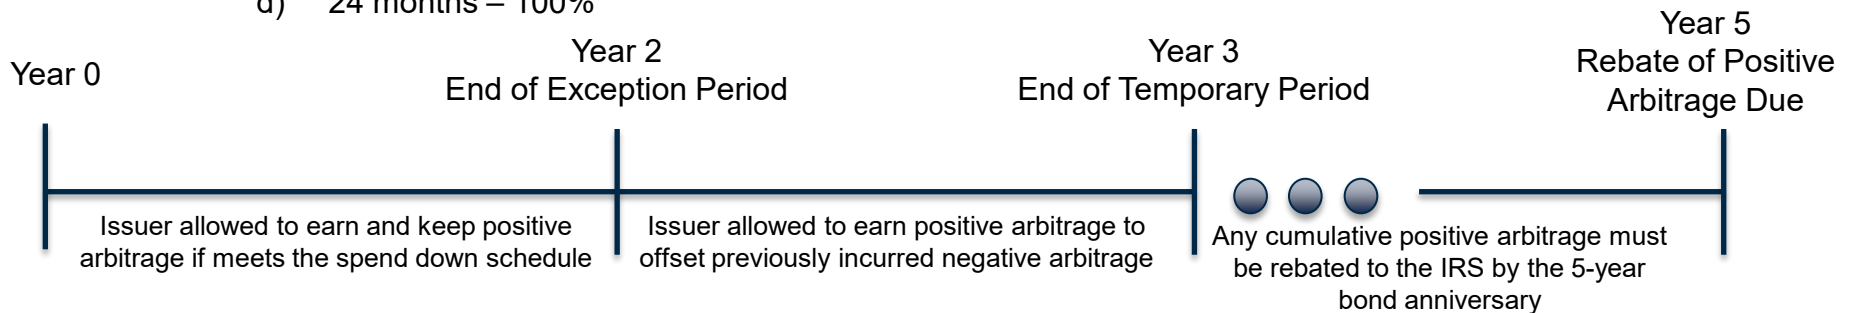 d) 24 months – 100%
Year 0
Year 2
End of Exception Period
Year 3
End of Temporary Period
Year 5
Rebate of Positive
Arbitrage Due
Issuer allowed to earn and keep positive
arbitrage if meets the spend down schedule
Issuer allowed to earn positive arbitrage to
offset previously incurred negative arbitrage
Any cumulative positive arbitrage must
be rebated to the IRS by the 5-year
bond anniversary